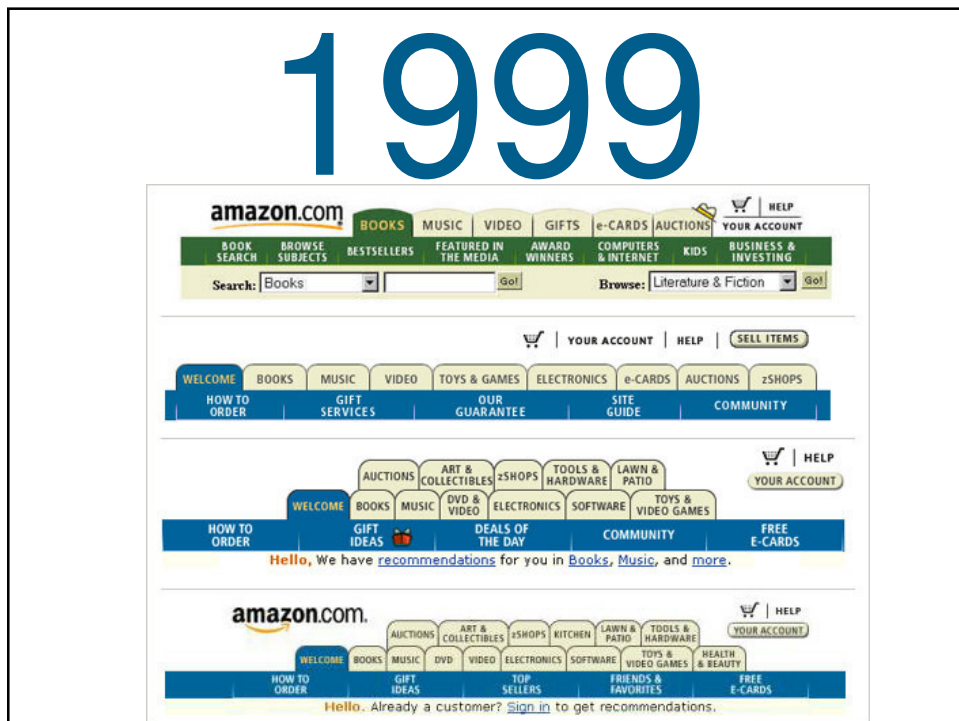 1999
amazon.com
BOOKS MUSIC VIDEO GIFTS e-CARDS AUCTIONS HELP
YOUR ACCOUNT
BOOK SEARCH BROWSE SUBJECTS BESTSELLERS FEATURED IN THE MEDIA AWARD WINNERS COMPUTERS & INTERNET KIDS BUSINESS & INVESTING
Search: Books Go! Browse: Literature & Fiction Go!
YOUR ACCOUNT HELP SELL ITEMS
WELCOME BOOKS MUSIC VIDEO TOYS & GAMES ELECTRONICS e-CARDS AUCTIONS zSHOPS
HOW TO ORDER GIFT SERVICES OUR GUARANTEE SITE GUIDE COMMUNITY
HELP
YOUR ACCOUNT
AUCTIONS ART & COLLECTIBLES zSHOPS TOOLS & HARDWARE LAWN & PATIO
WELCOME BOOKS MUSIC DVD & VIDEO ELECTRONICS SOFTWARE TOYS & VIDEO GAMES
HOW TO ORDER GIFT IDEAS DEALS OF THE DAY COMMUNITY FREE E-CARDS
Hello, We have recommendations for you in Books, Music, and more.
amazon.com.
HELP
YOUR ACCOUNT
AUCTIONS ART & COLLECTIBLES zSHOPS KITCHEN LAWN & PATIO TOOLS & HARDWARE
WELCOME BOOKS MUSIC DVD VIDEO ELECTRONICS SOFTWARE TOYS & VIDEO GAMES HEALTH & BEAUTY
HOW TO ORDER GIFT IDEAS TOP SELLERS FRIENDS & FAVORITES FREE E-CARDS
Hello. Already a customer? Sign in to get recommendations.